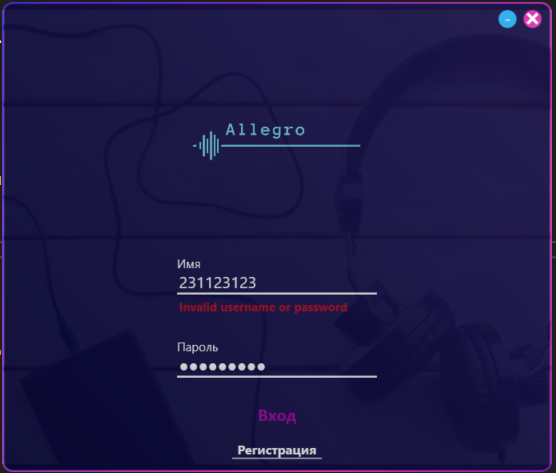 Allegro
Имя
231123123
Invalid username or password
Пароль
Вход
Регистрация